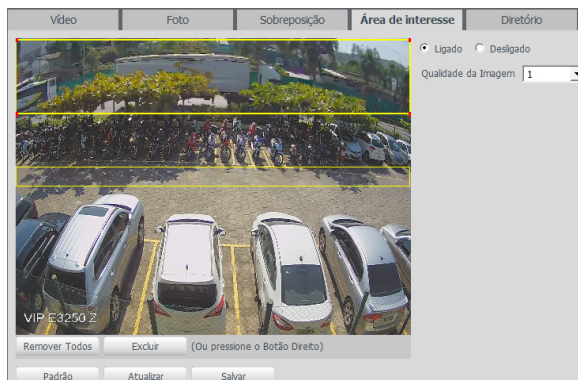 Vídeo Foto Sobreposição Área de interesse Diretório
Ligado Desligado
Qualidade da Imagem 1
VIP E3250 Z
Remover Todos Excluir (Ou pressione o Botão Direito)
Padrão Atualizar Salvar